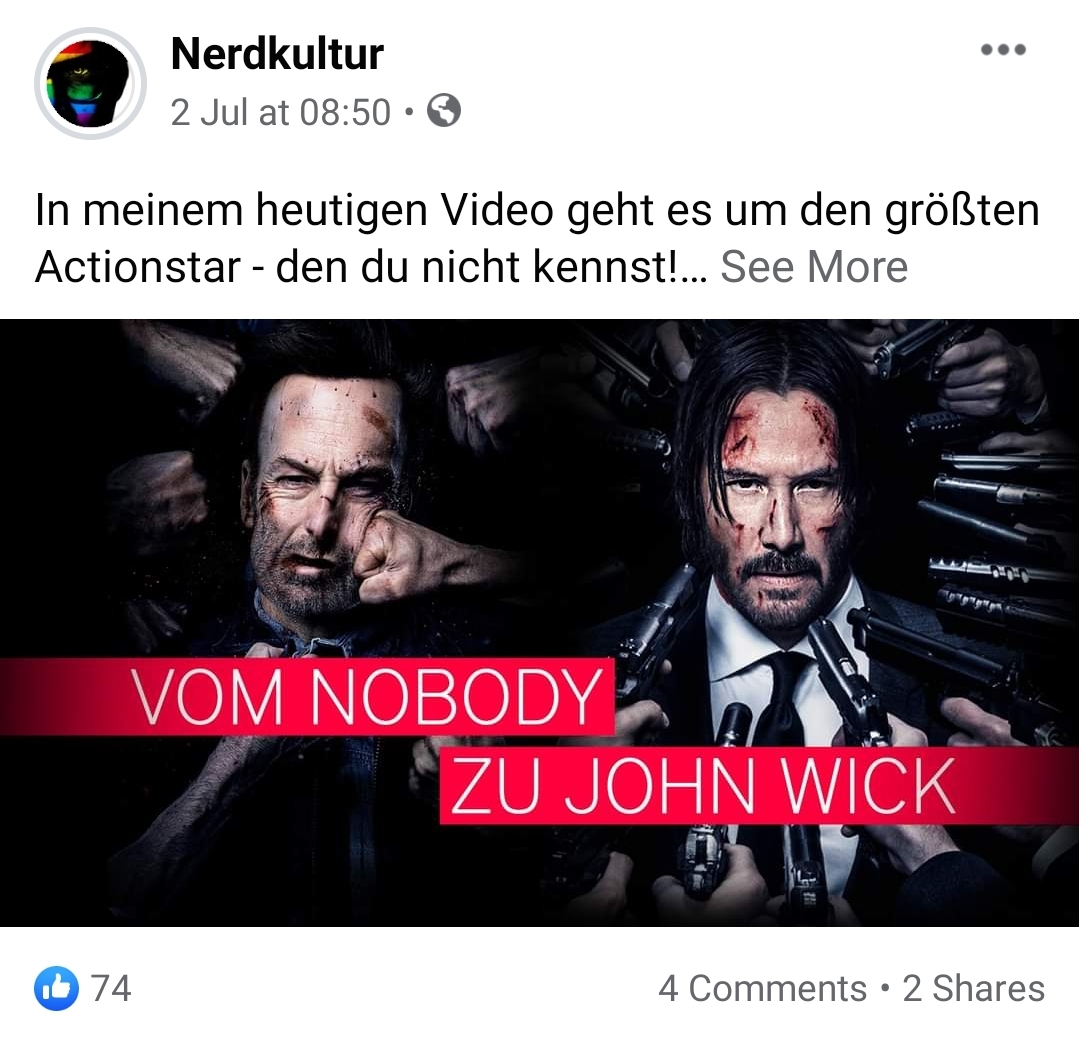 Nerdkultur
2 Jul at 08:50 •
In meinem heutigen Video geht es um den größten
Actionstar - den du nicht kennst!... See More
VOM NOBODY
ZU JOHN WICK
74
4 Comments • 2 Shares